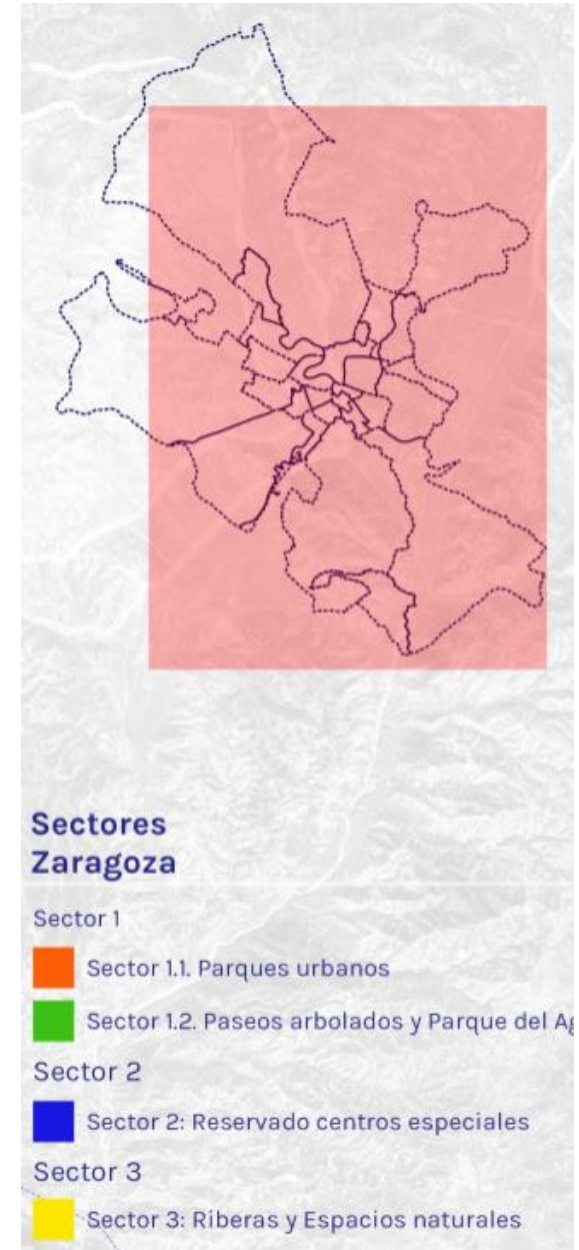 Sectores
Zaragoza
Sector 1
Sector 1.1. Parques urbanos
Sector 1.2. Paseos arbolados y Parque del Ag
Sector 2
Sector 2: Reservado centros especiales
Sector 3
Sector 3: Riberas y Espacios naturales